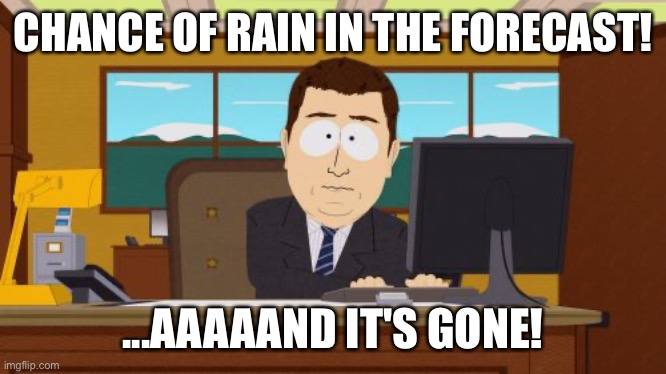 CHANCE OF RAIN IN THE FORECAST!
...AAAAAND IT'S GONE!
imgflip.com